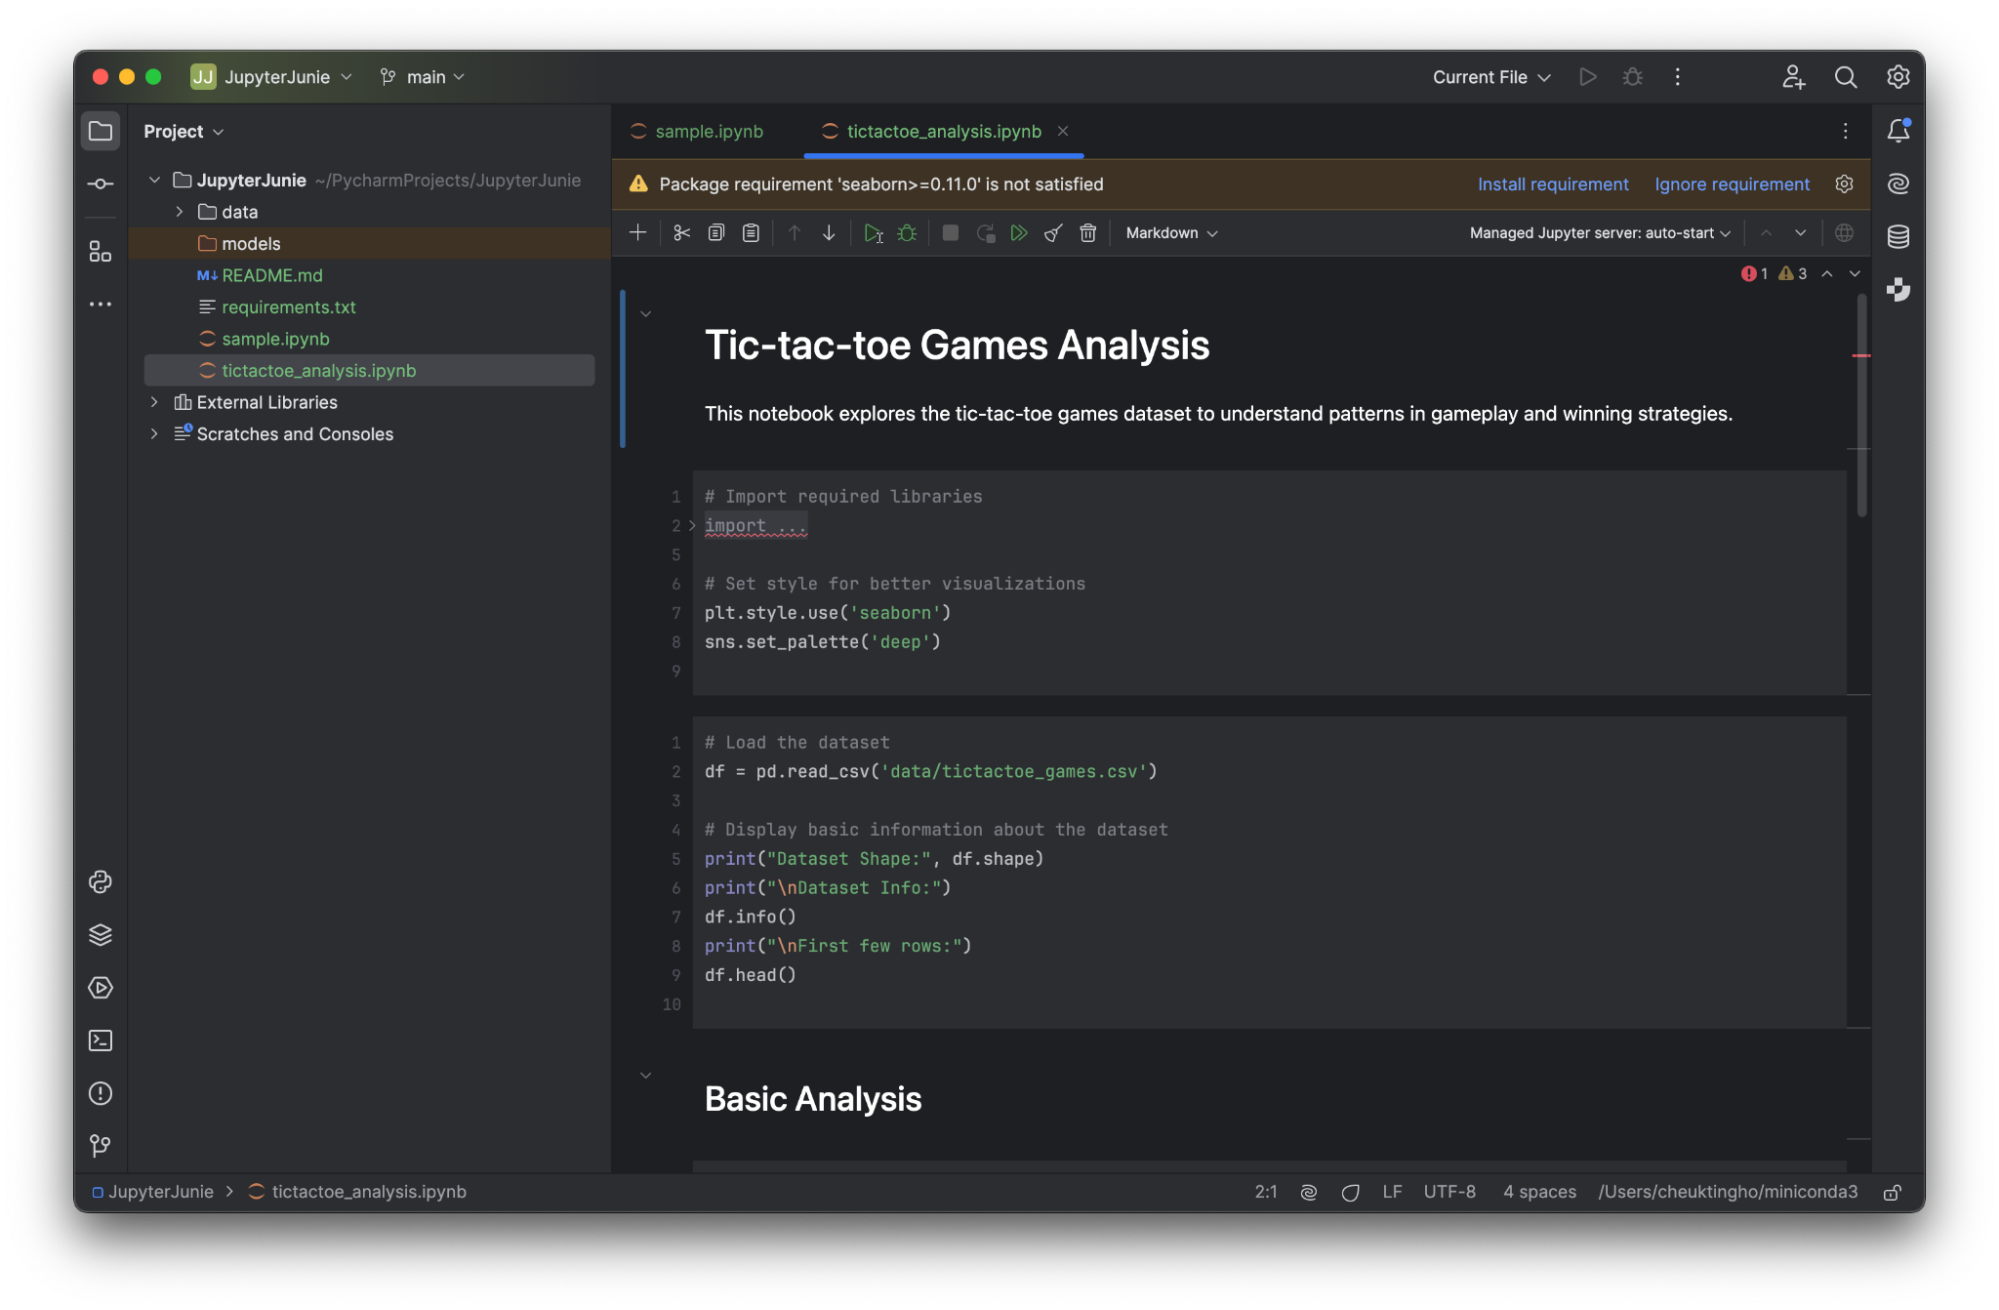 JJ JupyterJunie main Current File
Project
JupyterJunie ~/PycharmProjects/JupyterJunie
data
models
M↓ README.md
requirements.txt
sample.ipynb
tictactoe_analysis.ipynb
External Libraries
Scratches and Consoles
sample.ipynb tictactoe_analysis.ipynb
Package requirement 'seaborn>=0.11.0' is not satisfied Install requirement Ignore requirement
Markdown Managed Jupyter server: auto-start
1 3
Tic-tac-toe Games Analysis
This notebook explores the tic-tac-toe games dataset to understand patterns in gameplay and winning strategies.
1 # Import required libraries
2 import ...
5
6 # Set style for better visualizations
7 plt.style.use('seaborn')
8 sns.set_palette('deep')
9
1 # Load the dataset
2 df = pd.read_csv('data/tictactoe_games.csv')
3
4 # Display basic information about the dataset
5 print("Dataset Shape:", df.shape)
6 print("\nDataset Info:")
7 df.info()
8 print("\nFirst few rows:")
9 df.head()
10
Basic Analysis
JupyterJunie tictactoe_analysis.ipynb 2:1 LF UTF-8 4 spaces /Users/cheuktingho/miniconda3